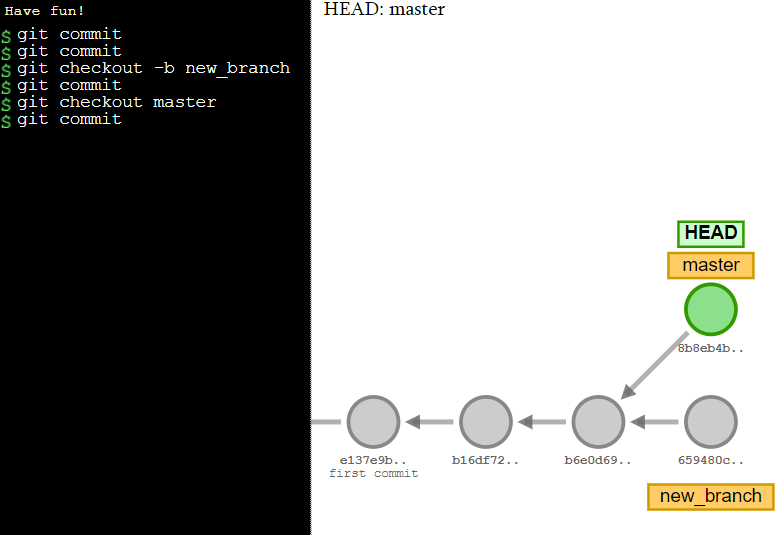 Have fun!
$ git commit
$ git commit
$ git checkout -b new_branch
$ git commit
$ git checkout master
$ git commit
HEAD: master
HEAD
master
8b8eb4b..
e137e9b..
first commit
b16df72..
b6e0d69..
659480c..
new_branch